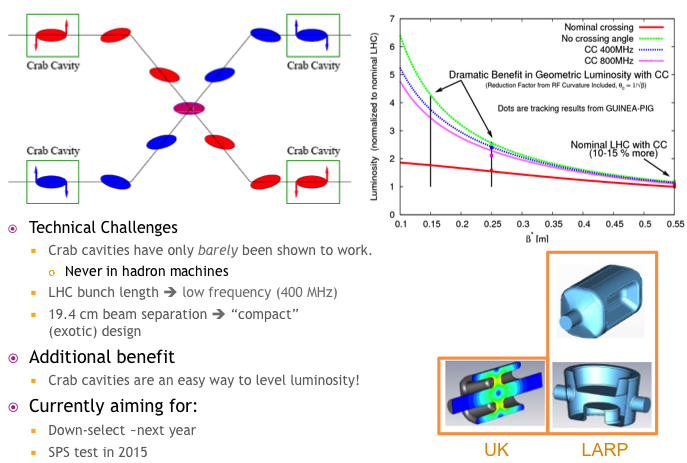 Crab Cavity
Crab Cavity
Crab Cavity
Crab Cavity
Luminosity (normalized to nominal LHC)
7
6
5
4
3
2
1
0
Nominal crossing
No crossing angle
CC 400MHz
CC 800MHz
Dramatic Benefit in Geometric Luminosity with CC
(Reduction Factor from RF Curvature Included, θc = 1/√β)
Dots are tracking results from GUINEA-PIG
Nominal LHC with CC
(10-15 % more)
0.1 0.15 0.2 0.25 0.3 0.35 0.4 0.45 0.5 0.55
β* [m]
Technical Challenges
Crab cavities have only barely been shown to work.
Never in hadron machines
LHC bunch length ➔ low frequency (400 MHz)
19.4 cm beam separation ➔ “compact”
(exotic) design
Additional benefit
Crab cavities are an easy way to level luminosity!
Currently aiming for:
Down-select ~next year
SPS test in 2015
UK
LARP